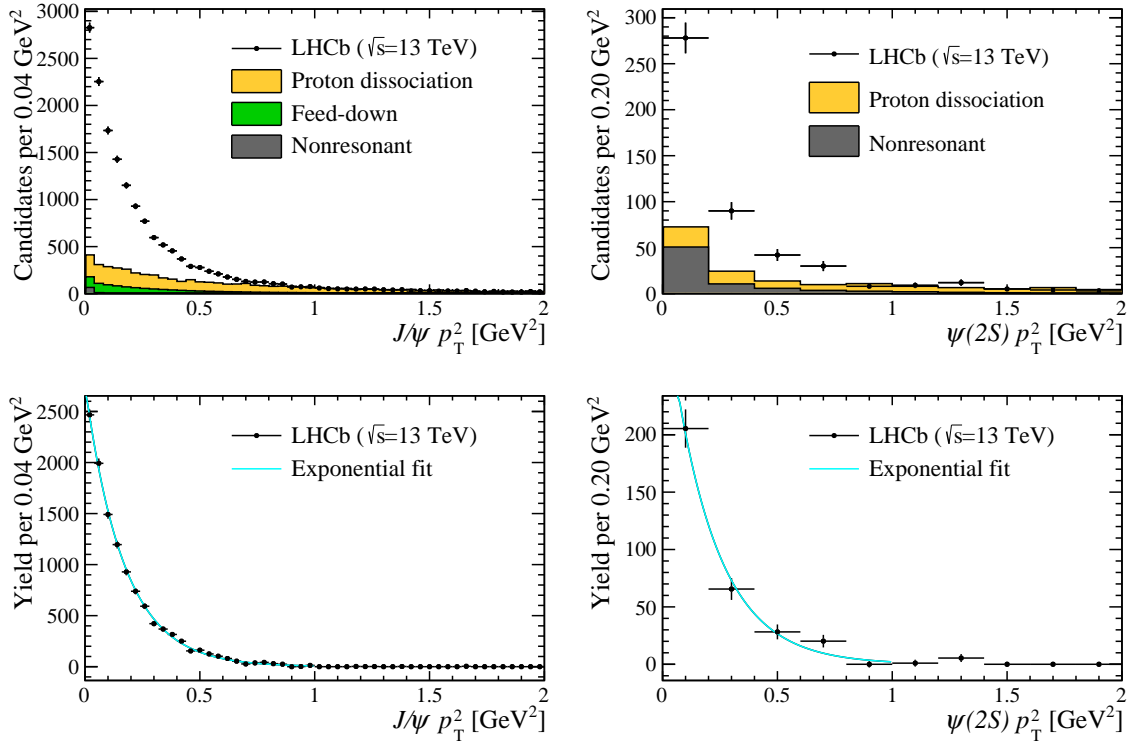 Candidates per 0.04 GeV²
3000
2500
2000
1500
1000
500
0
LHCb (√s=13 TeV)
Proton dissociation
Feed-down
Nonresonant
0 0.5 1 1.5 2
J/ψ p_T² [GeV²]
Candidates per 0.20 GeV²
300
250
200
150
100
50
0
LHCb (√s=13 TeV)
Proton dissociation
Nonresonant
0 0.5 1 1.5 2
ψ(2S) p_T² [GeV²]
Yield per 0.04 GeV²
2500
2000
1500
1000
500
0
LHCb (√s=13 TeV)
Exponential fit
0 0.5 1 1.5 2
J/ψ p_T² [GeV²]
Yield per 0.20 GeV²
200
150
100
50
0
LHCb (√s=13 TeV)
Exponential fit
0 0.5 1 1.5 2
ψ(2S) p_T² [GeV²]